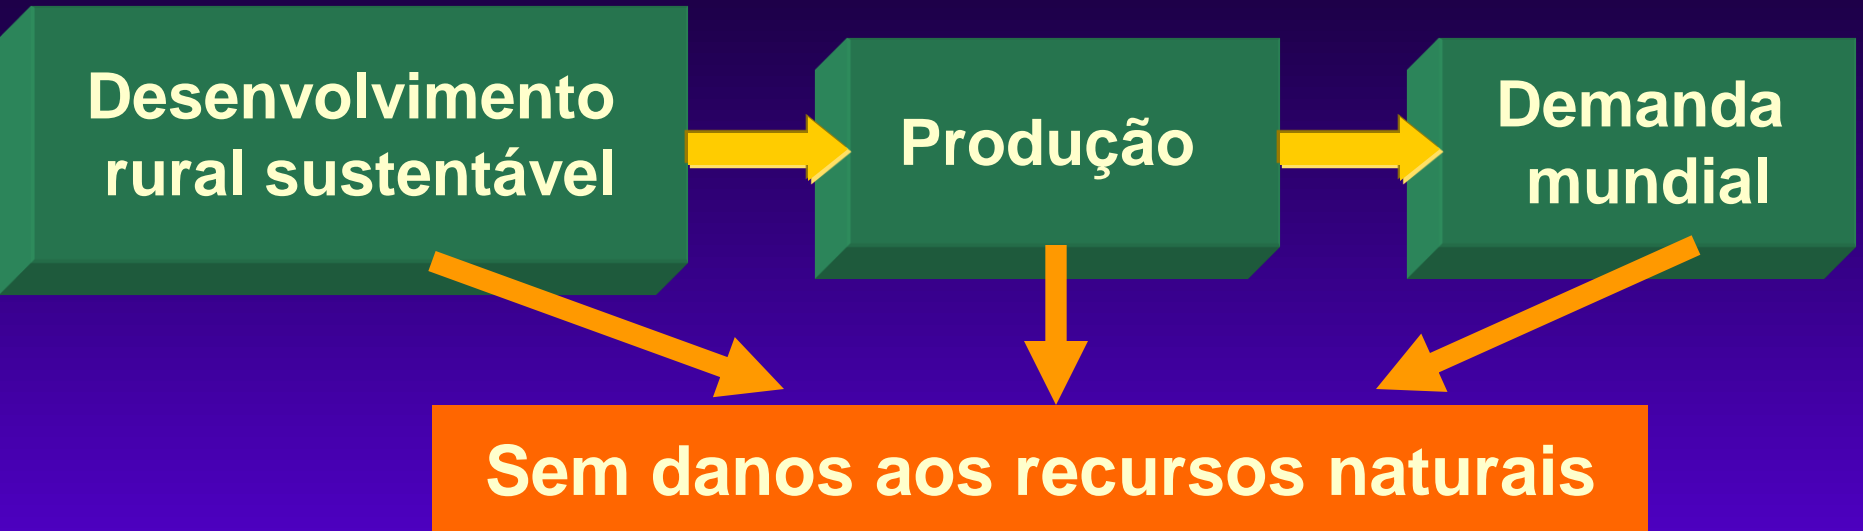 Desenvolvimento
rural sustentável
Produção
Demanda
mundial
Sem danos aos recursos naturais